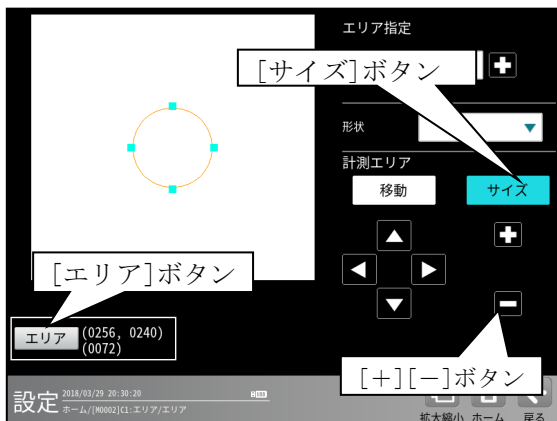 エリア指定
[サイズ]ボタン
形状
計測エリア
移動
サイズ
[エリア]ボタン
エリア
(0256, 0240)
(0072)
[+][-]ボタン
設定
2018/03/29 20:30:20
ホーム/[M0002]C1:エリア/エリア
拡大縮小
ホーム
戻る